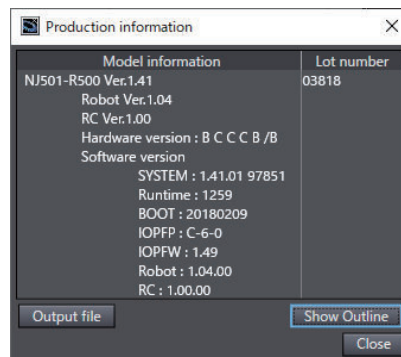 Production information
Model information Lot number
NJ501-R500 Ver.1.41 03818
Robot Ver.1.04
RC Ver.1.00
Hardware version : B C C C B /B
Software version
SYSTEM : 1.41.01 97851
Runtime : 1259
BOOT : 20180209
IOPFP : C-6-0
IOPFW : 1.49
Robot : 1.04.00
RC : 1.00.00
Output file Show Outline
Close